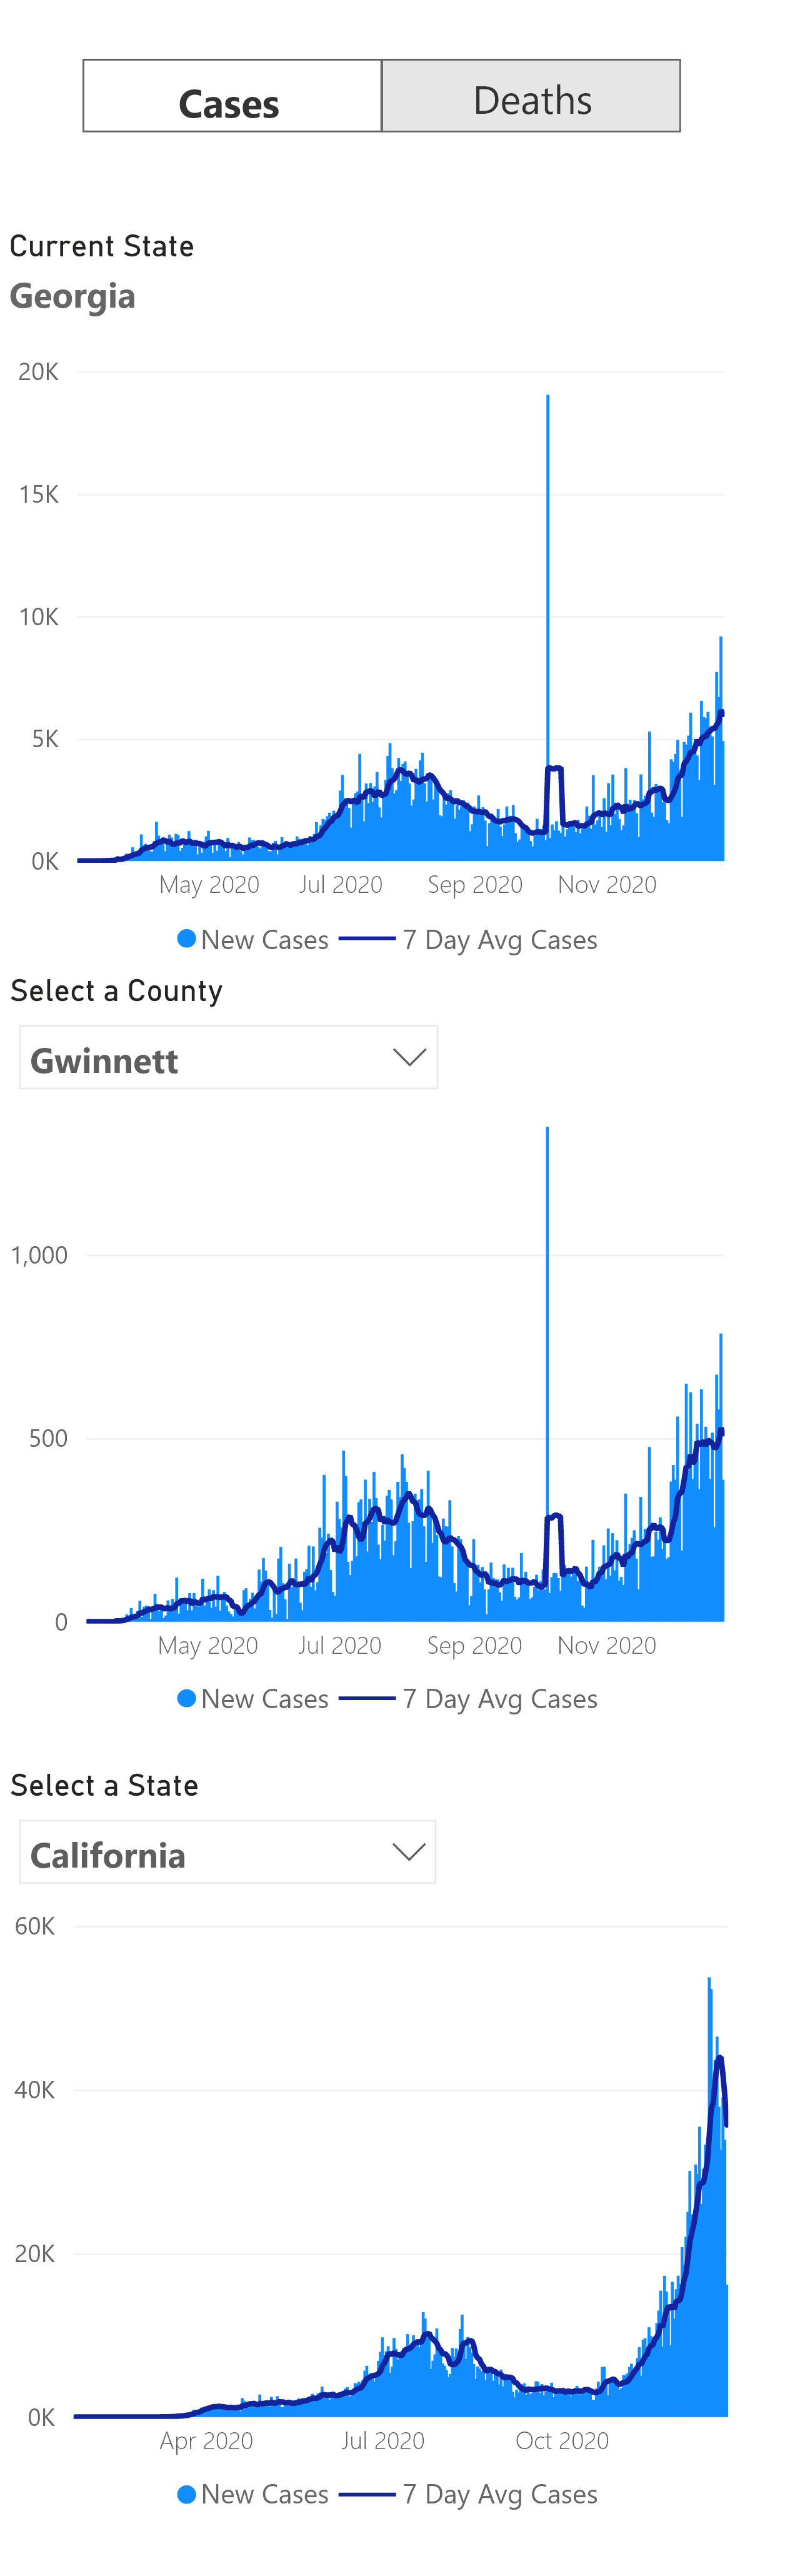 Cases Deaths
Current State
Georgia
20K
15K
10K
5K
0K
May 2020 Jul 2020 Sep 2020 Nov 2020
New Cases 7 Day Avg Cases
Select a County
Gwinnett
1,000
500
0
May 2020 Jul 2020 Sep 2020 Nov 2020
New Cases 7 Day Avg Cases
Select a State
California
60K
40K
20K
0K
Apr 2020 Jul 2020 Oct 2020
New Cases 7 Day Avg Cases